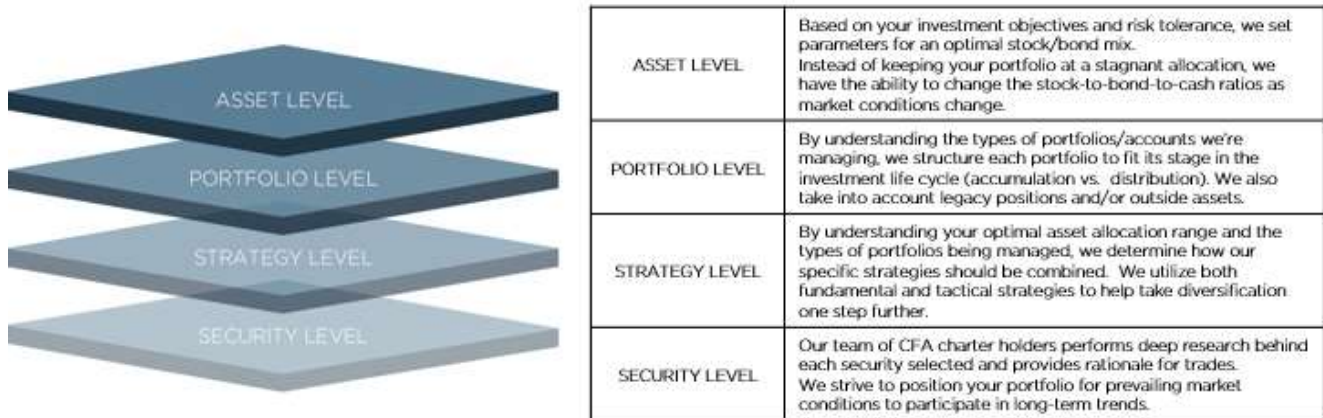 ASSET LEVEL
PORTFOLIO LEVEL
STRATEGY LEVEL
SECURITY LEVEL
ASSET LEVEL
Based on your investment objectives and risk tolerance, we set
parameters for an optimal stock/bond mix.
Instead of keeping your portfolio at a stagnant allocation, we
have the ability to change the stock-to-bond-to-cash ratios as
market conditions change.
PORTFOLIO LEVEL
By understanding the types of portfolios/accounts we're
managing, we structure each portfolio to fit its stage in the
investment life cycle (accumulation vs. distribution). We also
take into account legacy positions and/or outside assets.
STRATEGY LEVEL
By understanding your optimal asset allocation range and the
types of portfolios being managed, we determine how our
specific strategies should be combined. We utilize both
fundamental and tactical strategies to help take diversification
one step further.
SECURITY LEVEL
Our team of CFA charter holders performs deep research behind
each security selected and provides rationale for trades.
We strive to position your portfolio for prevailing market
conditions to participate in long-term trends.